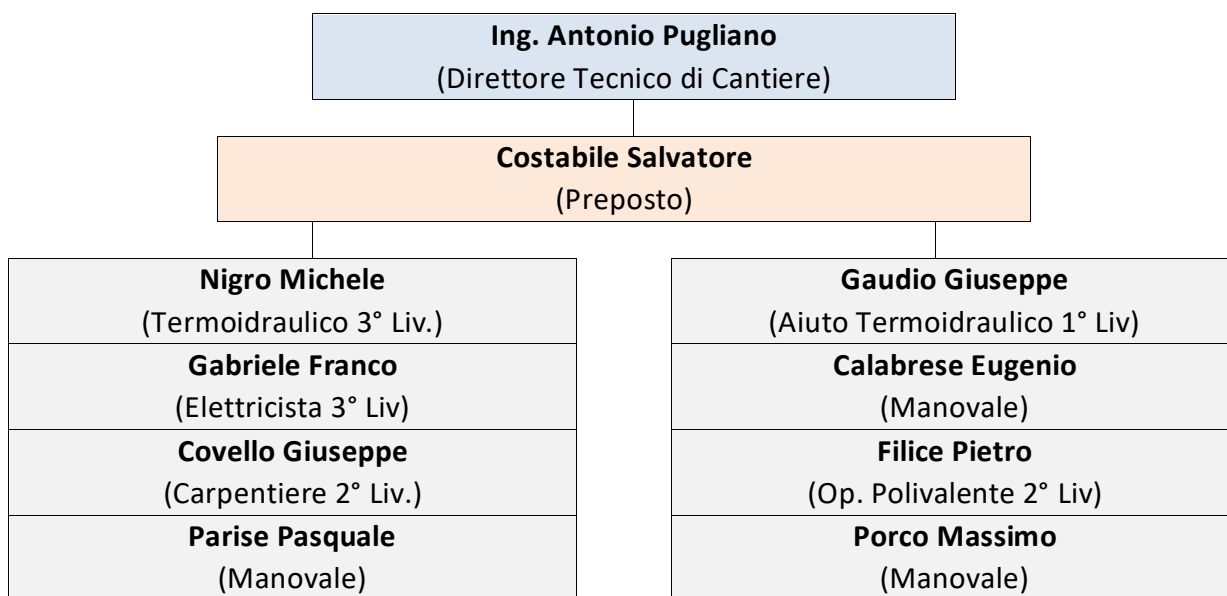 Ing. Antonio Pugliano
(Direttore Tecnico di Cantiere)
Costabile Salvatore
(Preposto)
Nigro Michele
(Termoidraulico 3° Liv.)
Gabriele Franco
(Elettricista 3° Liv)
Covello Giuseppe
(Carpentiere 2° Liv.)
Parise Pasquale
(Manovale)
Gaudio Giuseppe
(Aiuto Termoidraulico 1° Liv)
Calabrese Eugenio
(Manovale)
Filice Pietro
(Op. Polivalente 2° Liv)
Porco Massimo
(Manovale)